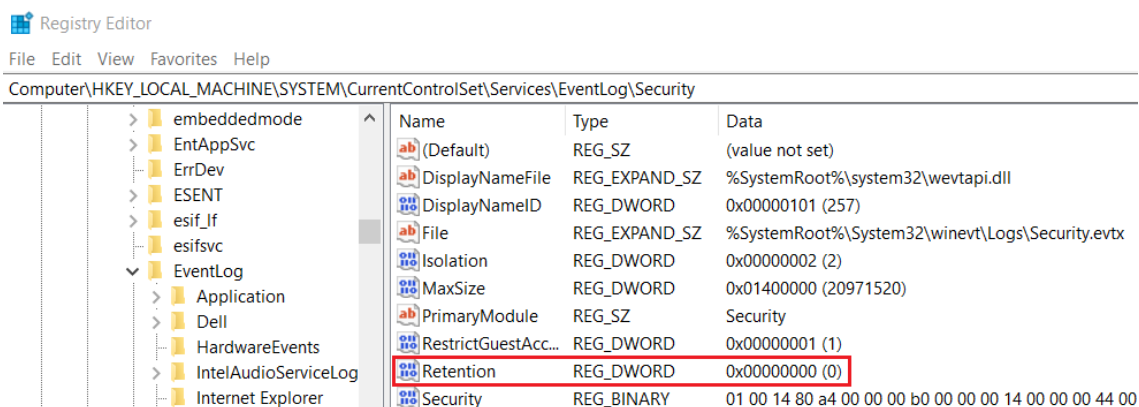 Registry Editor
File Edit View Favorites Help
Computer\HKEY_LOCAL_MACHINE\SYSTEM\CurrentControlSet\Services\EventLog\Security
embeddedmode
EntAppSvc
ErrDev
ESENT
esif_lf
esifsvc
EventLog
Application
Dell
HardwareEvents
IntelAudioServiceLog
Internet Explorer
Name Type Data
(Default) REG_SZ (value not set)
DisplayNameFile REG_EXPAND_SZ %SystemRoot%\system32\wevtapi.dll
DisplayNameID REG_DWORD 0x00000101 (257)
File REG_EXPAND_SZ %SystemRoot%\System32\winevt\Logs\Security.evtx
Isolation REG_DWORD 0x00000002 (2)
MaxSize REG_DWORD 0x01400000 (20971520)
PrimaryModule REG_SZ Security
RestrictGuestAcc... REG_DWORD 0x00000001 (1)
Retention REG_DWORD 0x00000000 (0)
Security REG_BINARY 01 00 14 80 a4 00 00 00 b0 00 00 00 14 00 00 00 44 00